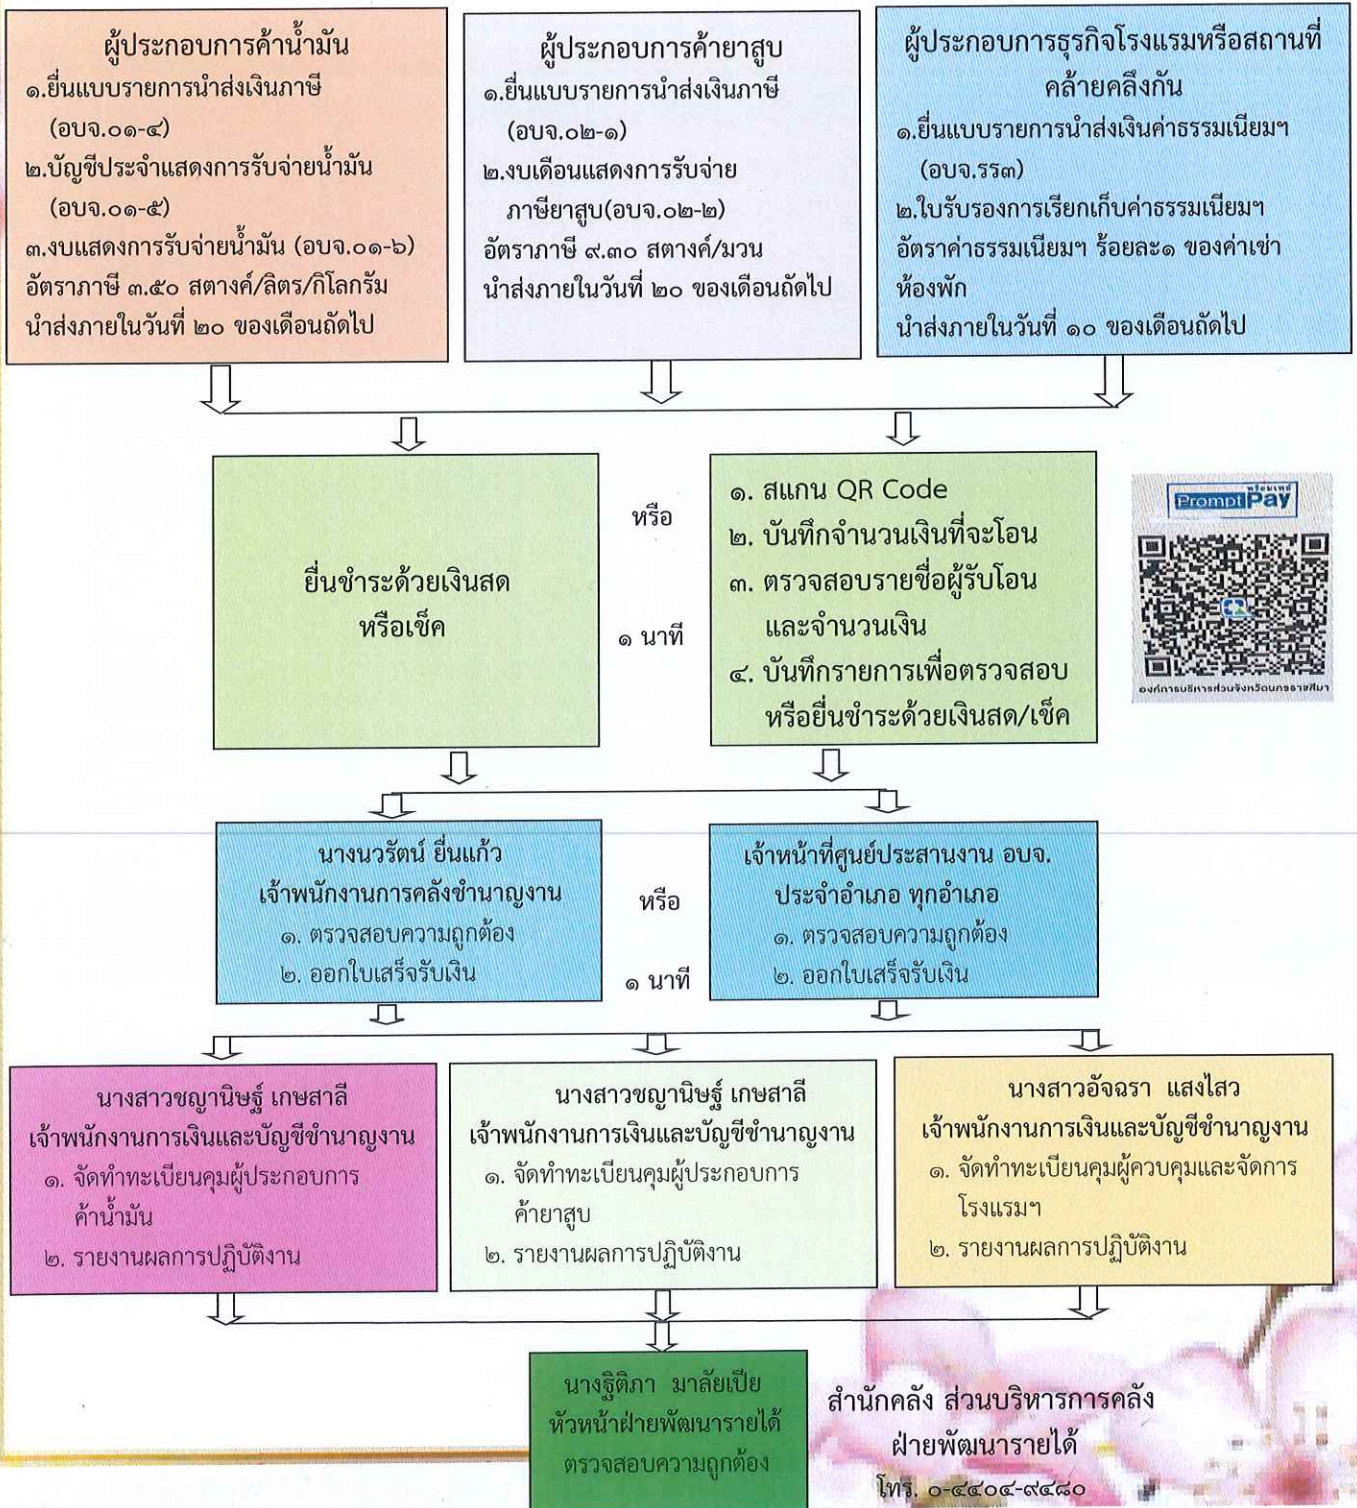 ผู้ประกอบการค้าน้ำมัน
๑.ยื่นแบบรายการนำส่งเงินภาษี
(อบจ.๐๑-๔)
๒.บัญชีประจำแสดงการรับจ่ายน้ำมัน
(อบจ.๐๑-๕)
๓.งบแสดงการรับจ่ายน้ำมัน (อบจ.๐๑-๖)
อัตราภาษี ๓.๕๐ สตางค์/ลิตร/กิโลกรัม
นำส่งภายในวันที่ ๒๐ ของเดือนถัดไป
ผู้ประกอบการค้ายาสูบ
๑.ยื่นแบบรายการนำส่งเงินภาษี
(อบจ.๐๒-๑)
๒.งบเดือนแสดงการรับจ่าย
ภาษียาสูบ(อบจ.๐๒-๒)
อัตราภาษี ๙.๓๐ สตางค์/มวน
นำส่งภายในวันที่ ๒๐ ของเดือนถัดไป
ผู้ประกอบการธุรกิจโรงแรมหรือสถานที่
คล้ายคลึงกัน
๑.ยื่นแบบรายการนำส่งเงินค่าธรรมเนียมฯ
(อบจ.รร๓)
๒.ใบรับรองการเรียกเก็บค่าธรรมเนียมฯ
อัตราค่าธรรมเนียมฯ ร้อยละ๑ ของค่าเช่า
ห้องพัก
นำส่งภายในวันที่ ๑๐ ของเดือนถัดไป
ยื่นชำระด้วยเงินสด
หรือเช็ค
หรือ
๑ นาที
๑. สแกน QR Code
๒. บันทึกจำนวนเงินที่จะโอน
๓. ตรวจสอบรายชื่อผู้รับโอน
และจำนวนเงิน
๔. บันทึกรายการเพื่อตรวจสอบ
หรือยื่นชำระด้วยเงินสด/เช็ค
พร้อมเพย์
PromptPay
องค์การบริหารส่วนจังหวัดนครราชสีมา
นางนวรัตน์ ยื่นแก้ว
เจ้าพนักงานการคลังชำนาญงาน
๑. ตรวจสอบความถูกต้อง
๒. ออกใบเสร็จรับเงิน
หรือ
๑ นาที
เจ้าหน้าที่ศูนย์ประสานงาน อบจ.
ประจำอำเภอ ทุกอำเภอ
๑. ตรวจสอบความถูกต้อง
๒. ออกใบเสร็จรับเงิน
นางสาวชญานิษฐ์ เกษสาลี
เจ้าพนักงานการเงินและบัญชีชำนาญงาน
๑. จัดทำทะเบียนคุมผู้ประกอบการ
ค้าน้ำมัน
๒. รายงานผลการปฏิบัติงาน
นางสาวชญานิษฐ์ เกษสาลี
เจ้าพนักงานการเงินและบัญชีชำนาญงาน
๑. จัดทำทะเบียนคุมผู้ประกอบการ
ค้ายาสูบ
๒. รายงานผลการปฏิบัติงาน
นางสาวอัจฉรา แสงไสว
เจ้าพนักงานการเงินและบัญชีชำนาญงาน
๑. จัดทำทะเบียนคุมผู้ควบคุมและจัดการ
โรงแรมฯ
๒. รายงานผลการปฏิบัติงาน
นางฐิติภา มาลัยเปีย
หัวหน้าฝ่ายพัฒนารายได้
ตรวจสอบความถูกต้อง
สำนักคลัง ส่วนบริหารการคลัง
ฝ่ายพัฒนารายได้
โทร. ๐-๔๔๐๔-๙๔๘๐